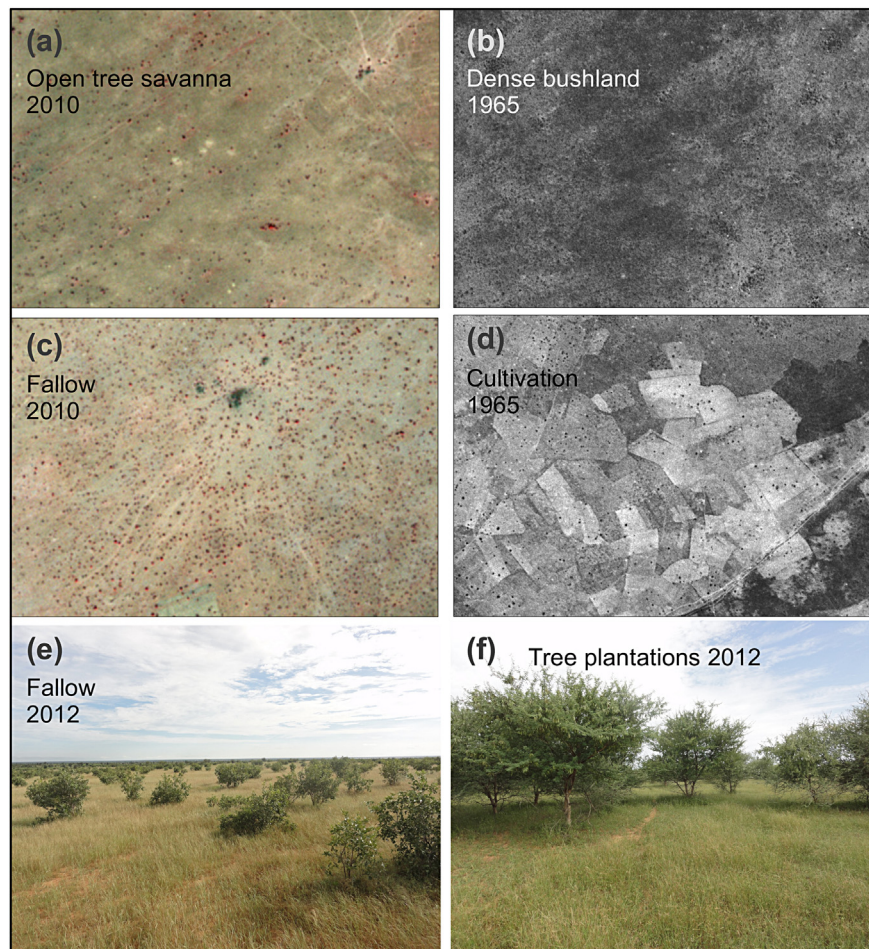 (a)
Open tree savanna
2010
(b)
Dense bushland
1965
(c)
Fallow
2010
(d)
Cultivation
1965
(e)
Fallow
2012
(f)
Tree plantations 2012